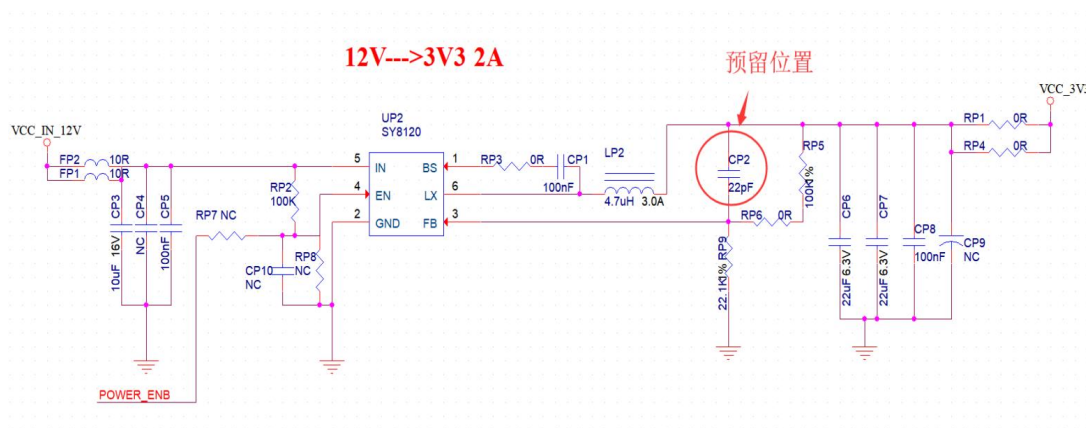 12V--->3V3 2A
预留位置
VCC_IN_12V
VCC_3V3
UP2
SY8120
FP2
10R
FP1
10R
5
IN
BS
1
RP3
0R
CP1
100nF
LP2
4.7uH
3.0A
4
EN
LX
6
2
GND
FB
3
RP2
100K
RP7 NC
CP3
10uF 16V
CP4
NC
CP5
100nF
CP10
NC
RP8
NC
CP2
22pF
RP5
100K1%
RP6
0R
RP9
22.1K1%
CP6
22uF 6.3V
CP7
22uF 6.3V
CP8
100nF
CP9
NC
RP1
0R
RP4
0R
POWER_ENB